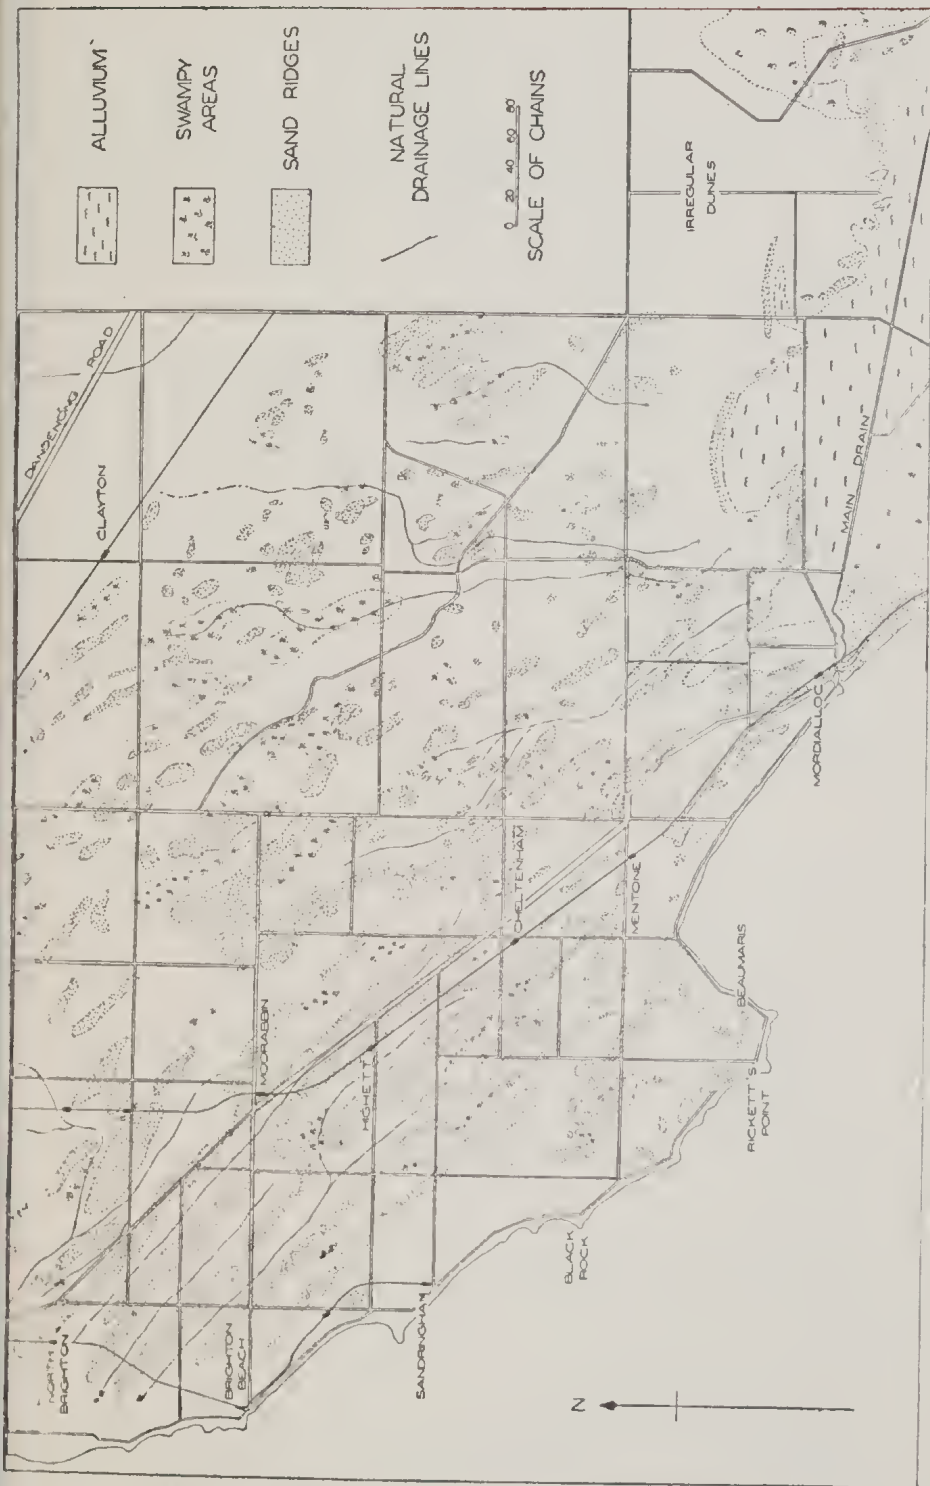 ALLUVIUM
SWAMPY
AREAS
SAND RIDGES
NATURAL
DRAINAGE LINES
0 20 40 60 80
SCALE OF CHAINS
DANDENONG ROAD
CLAYTON
IRREGULAR
DUNES
NORTH
BRIGHTON
BRIGHTON
BEACH
MOORABBIN
HIGHETT
SANDRINGHAM
CHELTENHAM
MENTONE
BLACK
ROCK
BEAUMARIS
RICKETT'S
POINT
MORDIALLOC
MAIN DRAIN
N